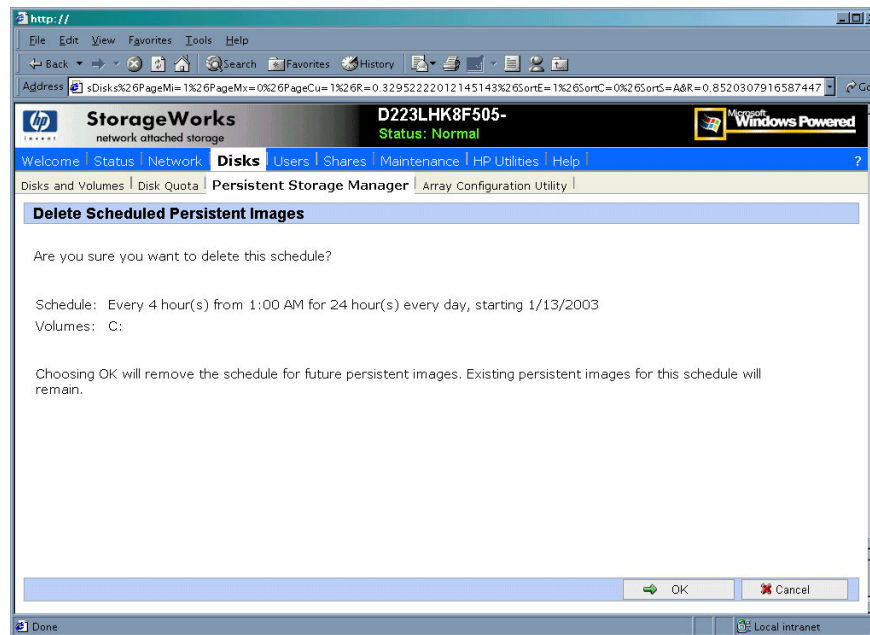 http://
File Edit View Favorites Tools Help
Back Search Favorites History
Address sDisks%26PageMi=1%26PageMx=0%26PageCu=1%26R=0.32952222012145143%26SortE=1%26SortC=0%26SortS=A&R=0.8520307916587447 Go
hp invent StorageWorks D223LHK8F505- Microsoft Windows Powered
network attached storage Status: Normal
Welcome Status Network Disks Users Shares Maintenance HP Utilities Help ?
Disks and Volumes Disk Quota Persistent Storage Manager Array Configuration Utility
Delete Scheduled Persistent Images
Are you sure you want to delete this schedule?
Schedule: Every 4 hour(s) from 1:00 AM for 24 hour(s) every day, starting 1/13/2003
Volumes: C:
Choosing OK will remove the schedule for future persistent images. Existing persistent images for this schedule will
remain.
OK Cancel
Done Local intranet